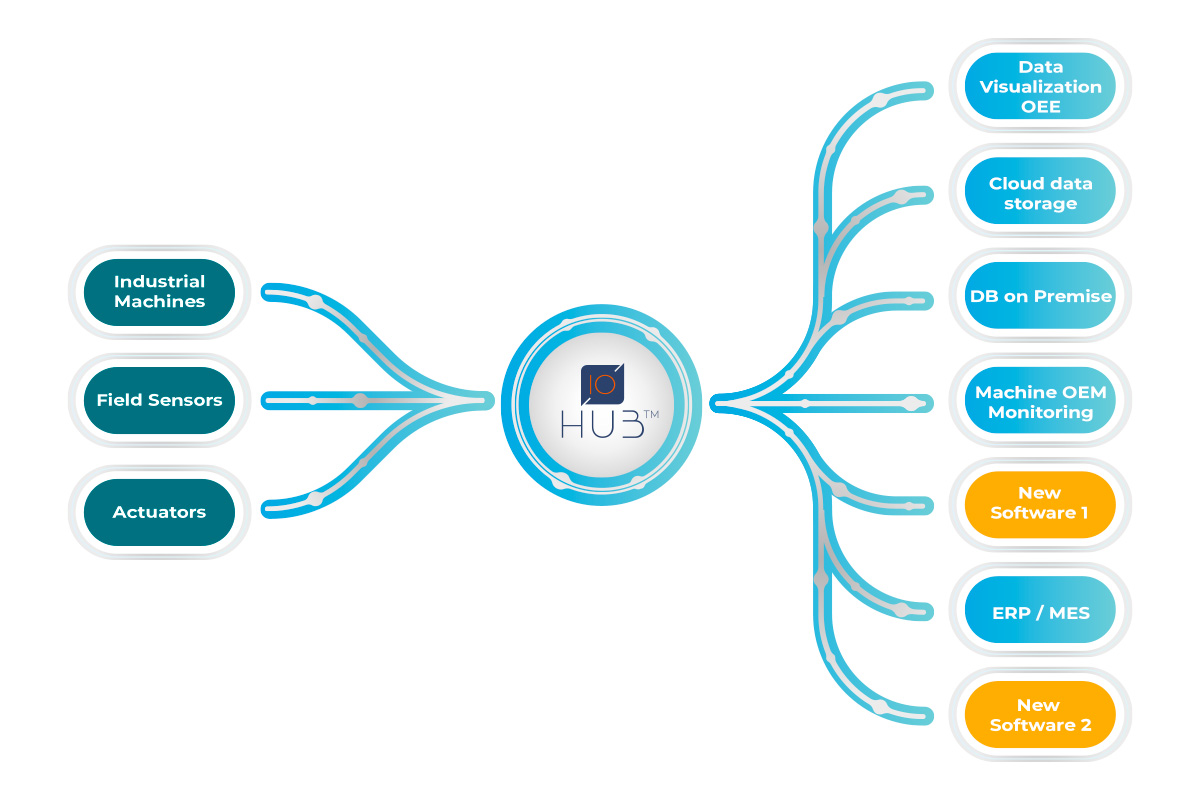 Industrial
Machines
Field Sensors
Actuators
IO
HUB™
Data
Visualization
OEE
Cloud data
storage
DB on Premise
Machine OEM
Monitoring
New
Software 1
ERP / MES
New
Software 2